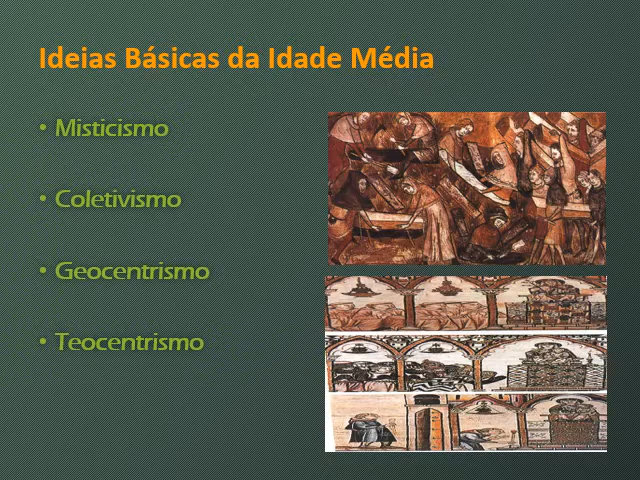 Ideias Básicas da Idade Média
• Misticismo
• Coletivismo
• Geocentrismo
• Teocentrismo